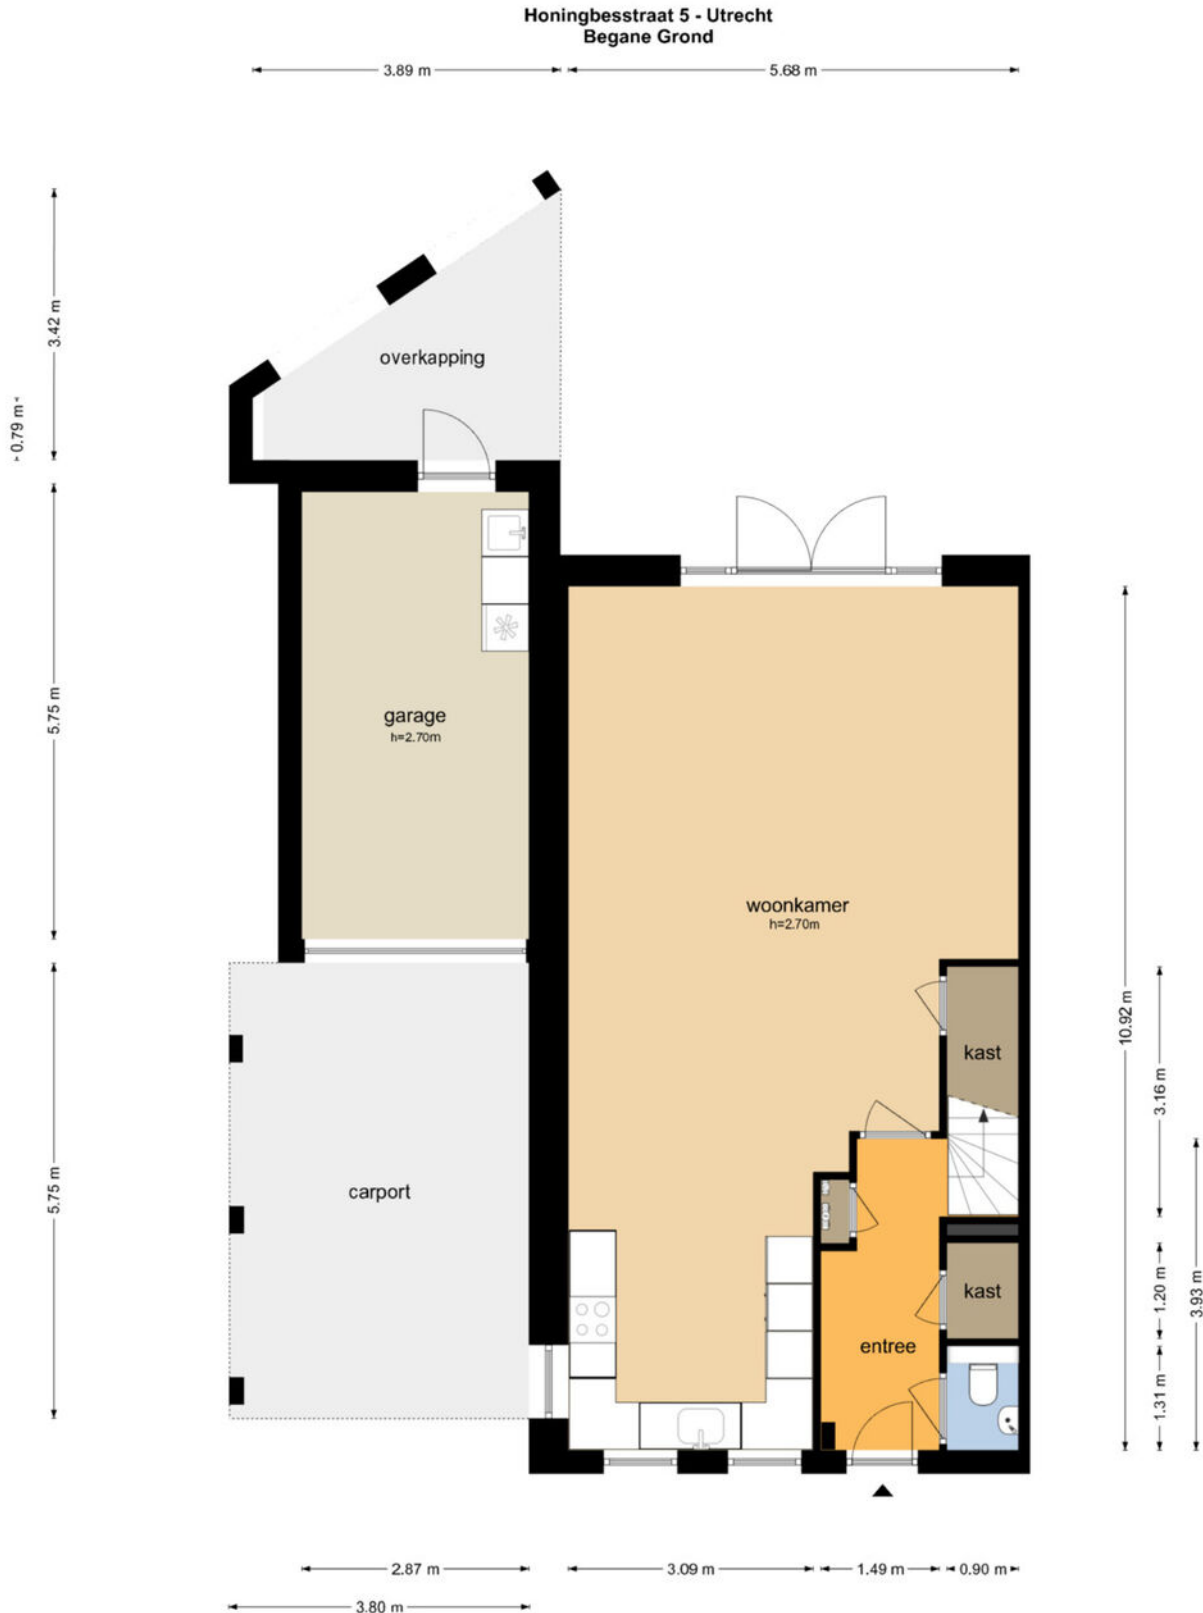 Honingbesstraat 5 - Utrecht
Begane Grond
3.89 m
5.68 m
3.42 m
0.79 m
overkapping
5.75 m
garage
h=2.70m
woonkamer
h=2.70m
10.92 m
kast
3.16 m
5.75 m
carport
kast
1.20 m
3.93 m
entree
1.31 m
2.87 m
3.09 m
1.49 m
0.90 m
3.80 m